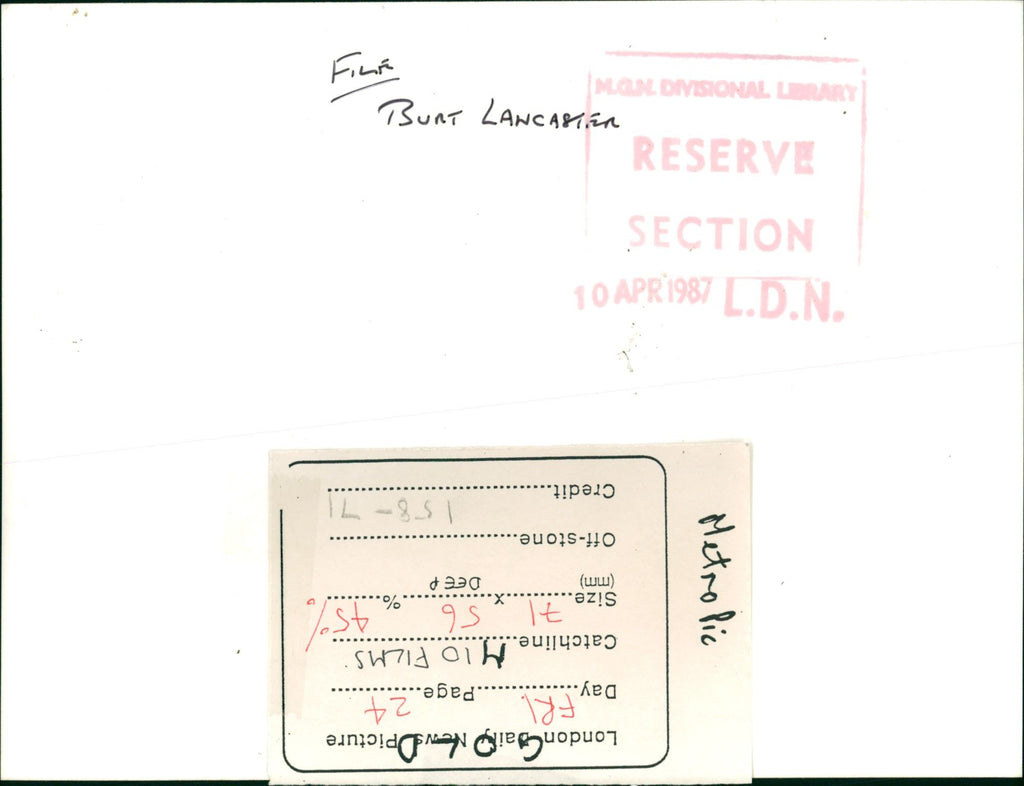 FILE
BURT LANCASTER
M.G.N. DIVISIONAL LIBRARY
RESERVE
SECTION
10 APR 1987 L.D.N.
Metro Pic
London Daily News Picture
GOLD
Day FRI. Page 24
Catchline M10 FILMS
Size 71 x 56 % 45%
(mm) DEEP
Off-stone
Credit 158-71